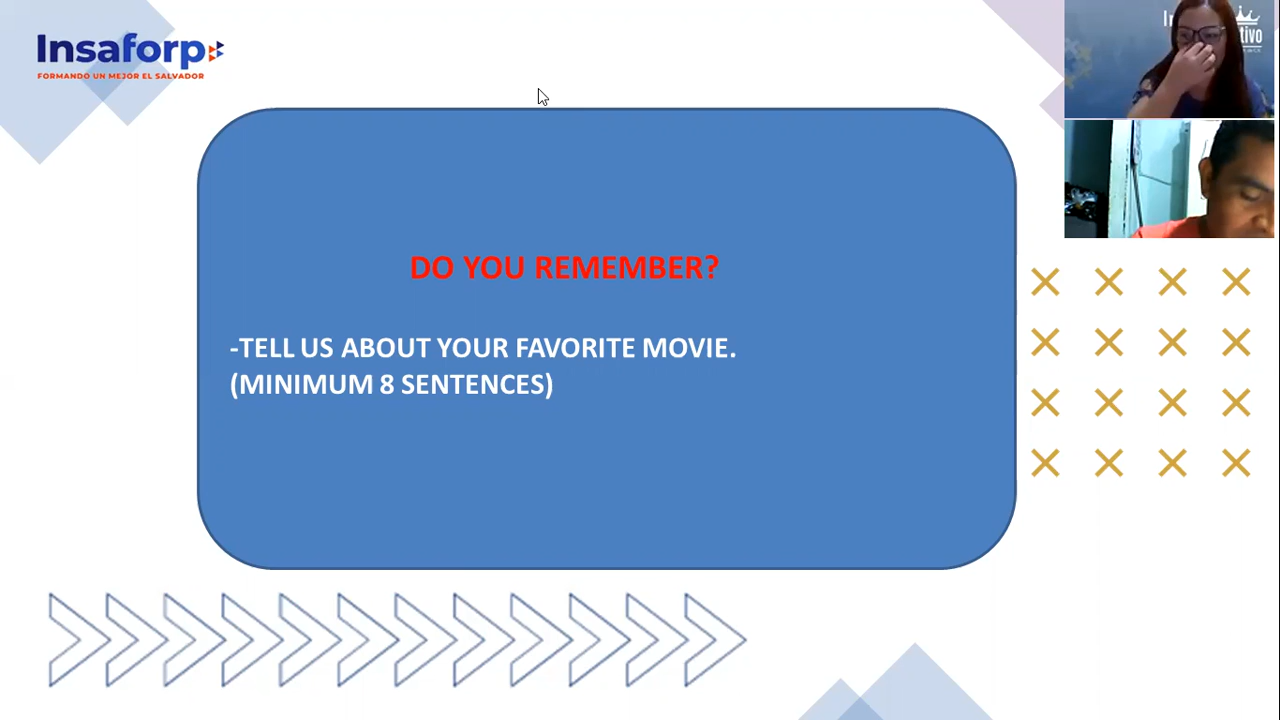 Insaforp
FORMANDO UN MEJOR EL SALVADOR
DO YOU REMEMBER?
-TELL US ABOUT YOUR FAVORITE MOVIE.
(MINIMUM 8 SENTENCES)